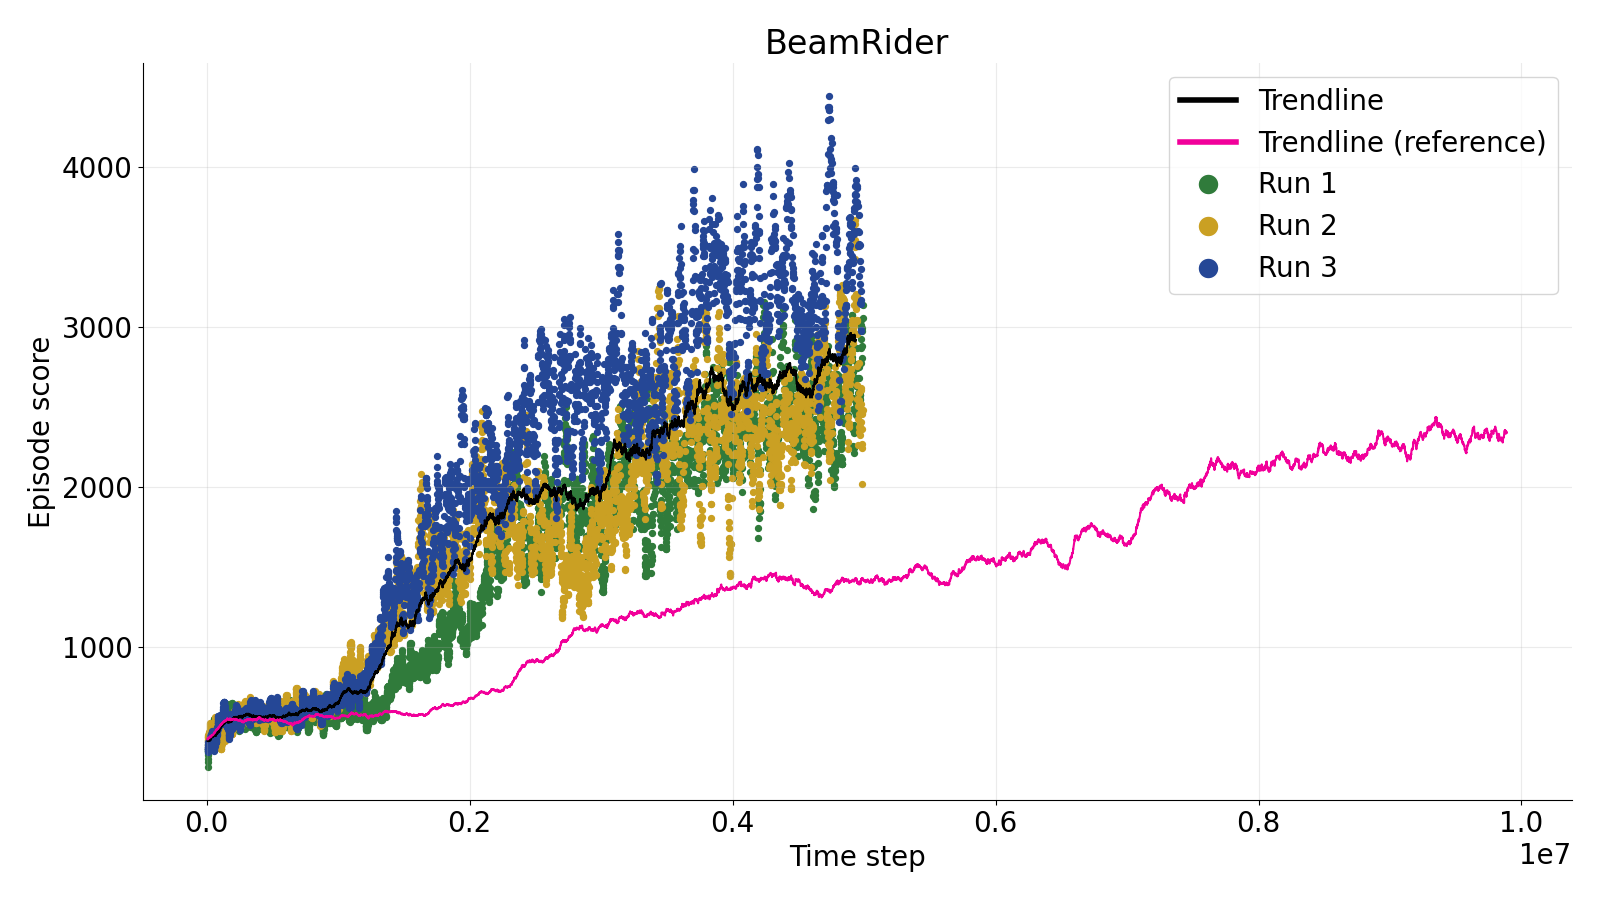 BeamRider
Trendline
Trendline (reference)
Run 1
Run 2
Run 3
Episode score
4000
3000
2000
1000
0.0 0.2 0.4 0.6 0.8 1.0
1e7
Time step